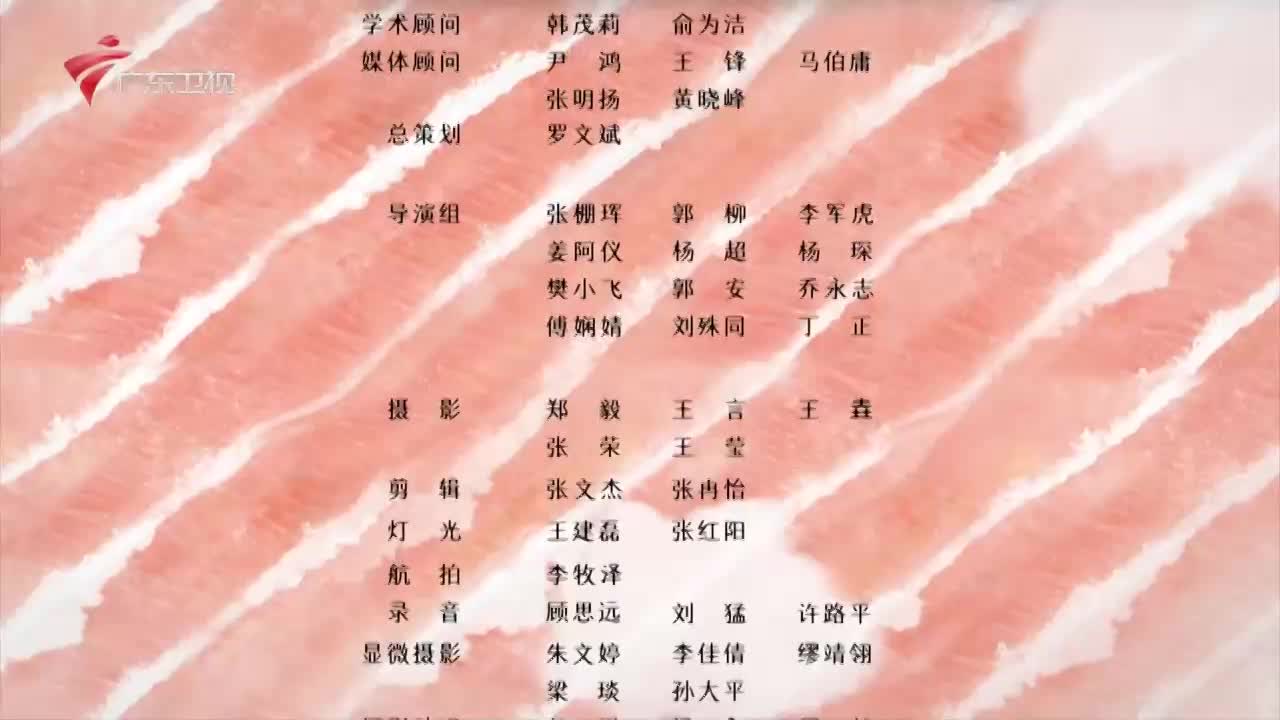 学术顾问 韩茂莉 俞为洁
广东卫视
媒体顾问 尹鸿 王锋 马伯庸
张明扬 黄晓峰
总策划 罗文斌
导演组 张棚珲 郭柳 李军虎
姜阿仪 杨超 杨琛
樊小飞 郭安 乔永志
傅娴婧 刘殊同 丁正
摄影 郑毅 王言 王壵
张荣 王莹
剪辑 张文杰 张冉怡
灯光 王建磊 张红阳
航拍 李牧泽
录音 顾思远 刘猛 许路平
显微摄影 朱文婷 李佳倩 缪靖翎
梁琰 孙大平